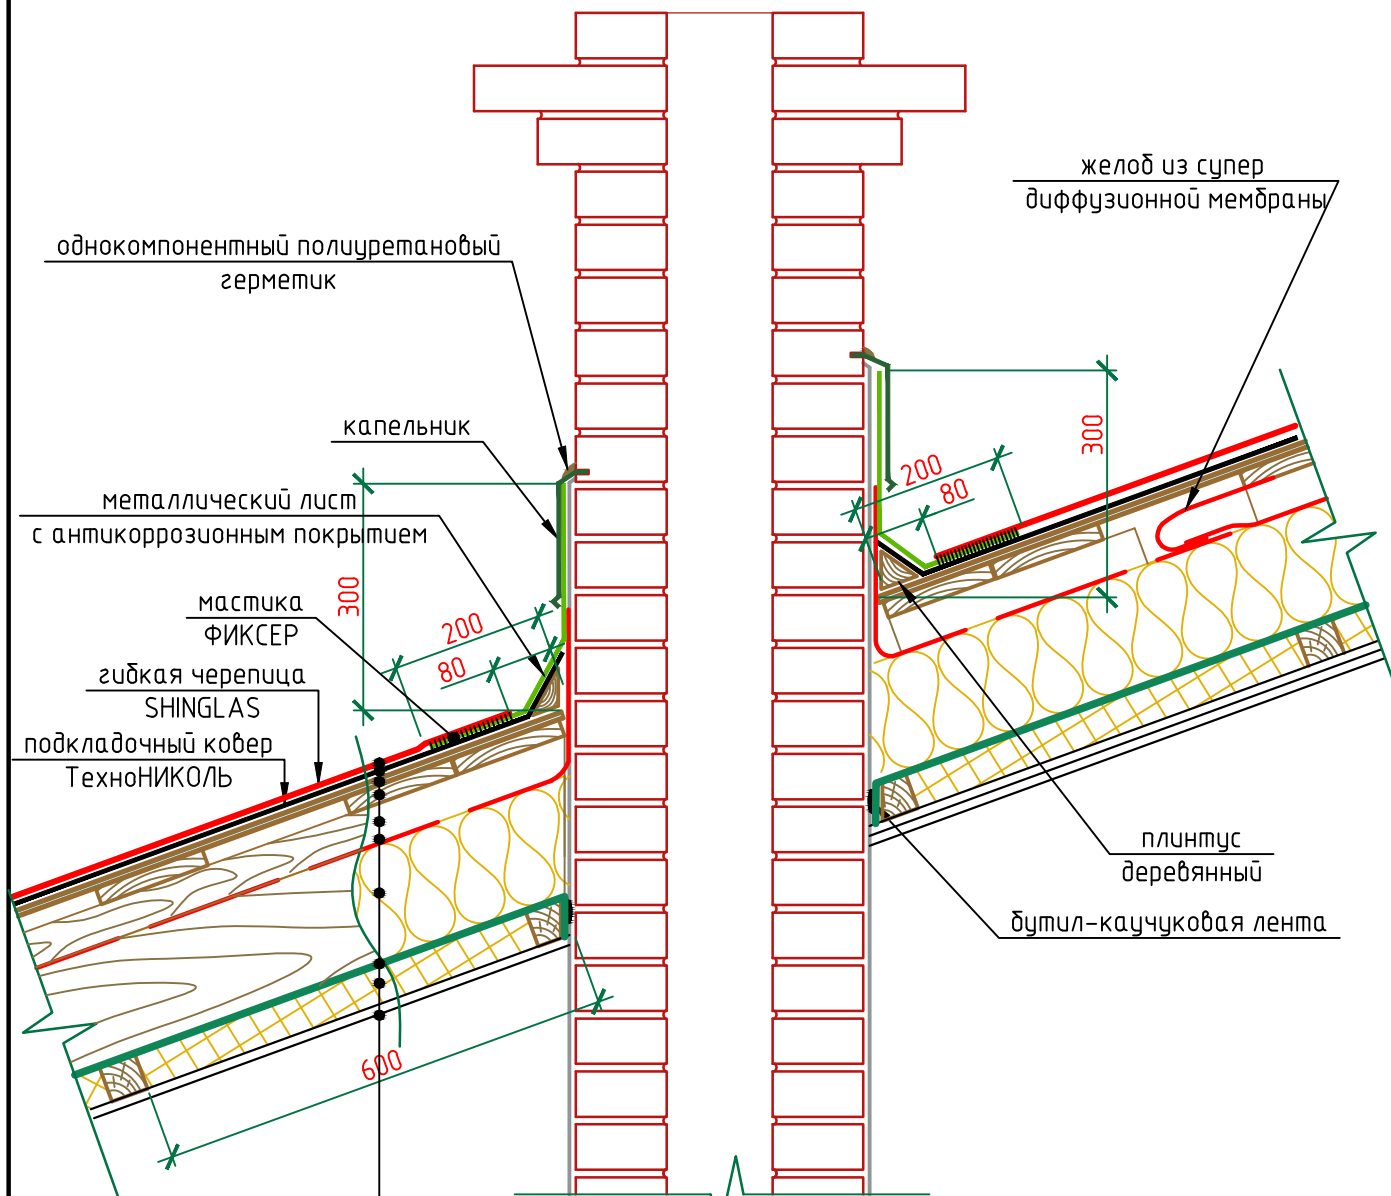 желоб из супер
диффузионной мембраны
однокомпонентный полиуретановый
герметик
капельник
металлический лист
с антикоррозионным покрытием
мастика
ФИКСЕР
гибкая черепица
SHINGLAS
подкладочный ковер
ТехноНИКОЛЬ
300
200
80
600
200
80
300
плинтус
деревянный
бутил-каучуковая лента